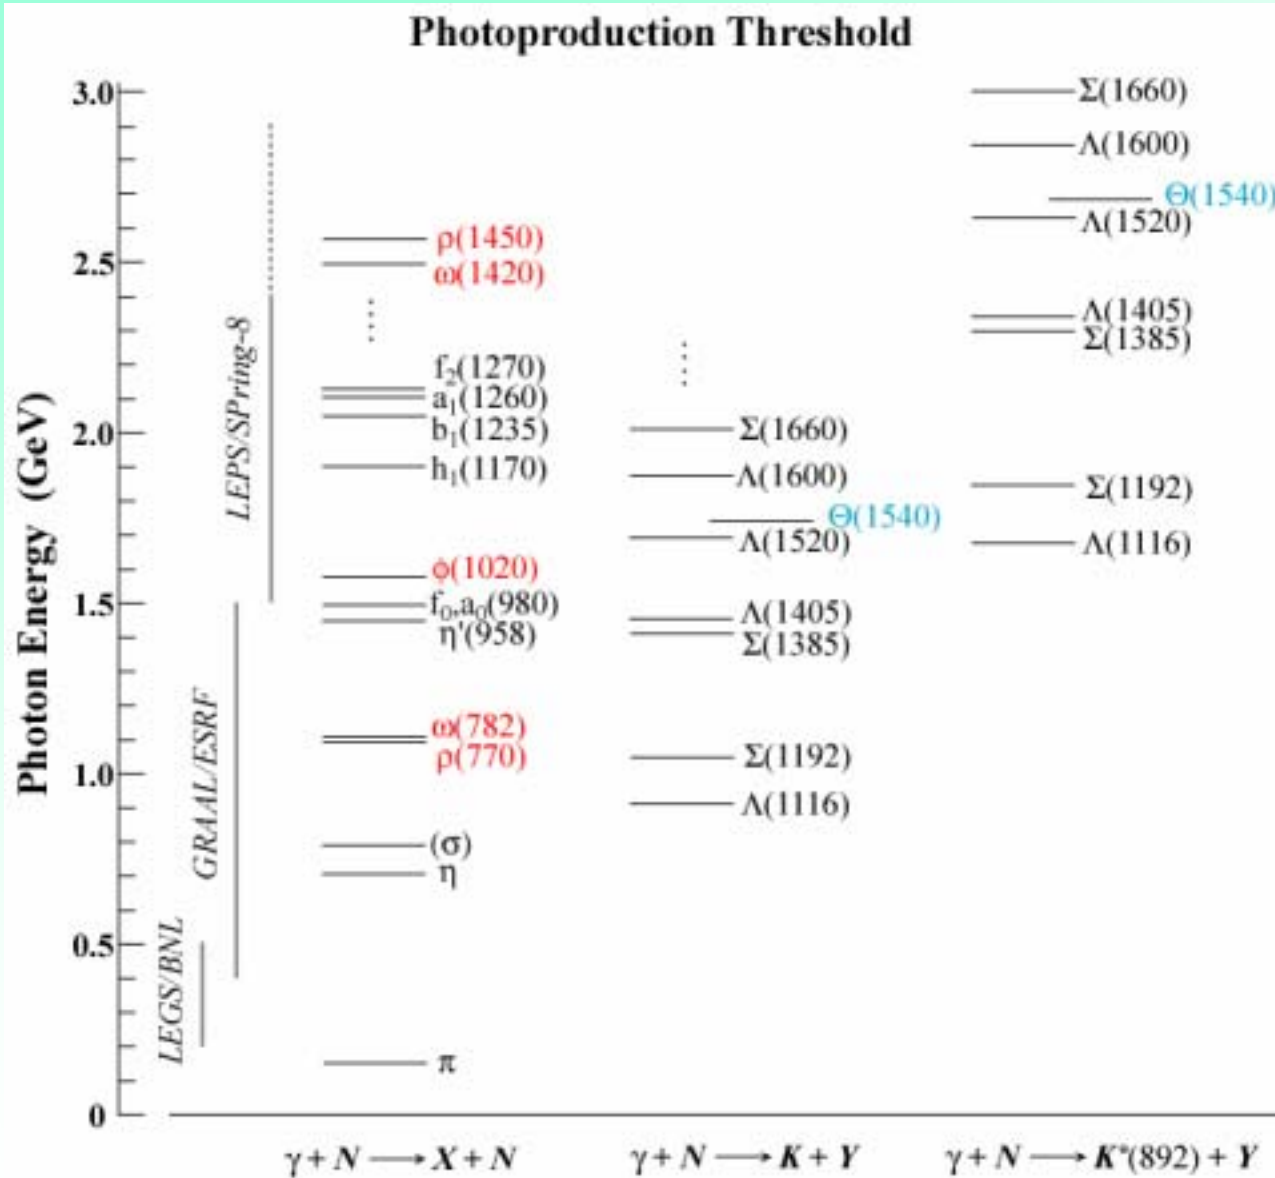 Photoproduction Threshold
Photon Energy (GeV)
3.0
2.5
2.0
1.5
1.0
0.5
0
LEPS/SPring-8
GRAAL/ESRF
LEGS/BNL
ρ(1450)
ω(1420)
f₂(1270)
a₁(1260)
b₁(1235)
h₁(1170)
ϕ(1020)
f₀,a₀(980)
η'(958)
ω(782)
ρ(770)
(σ)
η
π
γ + N → X + N
Σ(1660)
Λ(1600)
Θ(1540)
Λ(1520)
Λ(1405)
Σ(1385)
Σ(1192)
Λ(1116)
γ + N → K + Y
Σ(1660)
Λ(1600)
Θ(1540)
Λ(1520)
Λ(1405)
Σ(1385)
Σ(1192)
Λ(1116)
γ + N → K*(892) + Y